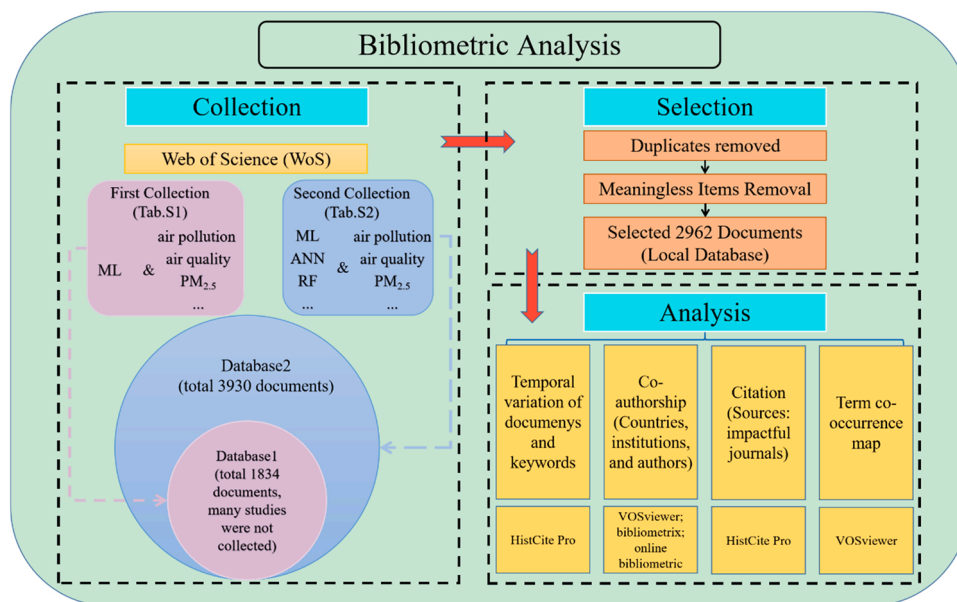 Bibliometric Analysis
Collection
Web of Science (WoS)
First Collection
(Tab.S1)
ML & air pollution
air quality
PM2.5
...
Second Collection
(Tab.S2)
ML air pollution
ANN & air quality
RF PM2.5
... ...
Database2
(total 3930 documents)
Database1
(total 1834
documents,
many studies
were not
collected)
Selection
Duplicates removed
Meaningless Items Removal
Selected 2962 Documents
(Local Database)
Analysis
Temporal
variation of
documenys
and
keywords
Co-
authorship
(Countries,
institutions,
and authors)
Citation
(Sources:
impactful
journals)
Term co-
occurrence
map
HistCite Pro
VOSviewer;
bibliometrix;
online
bibliometric
HistCite Pro
VOSviewer